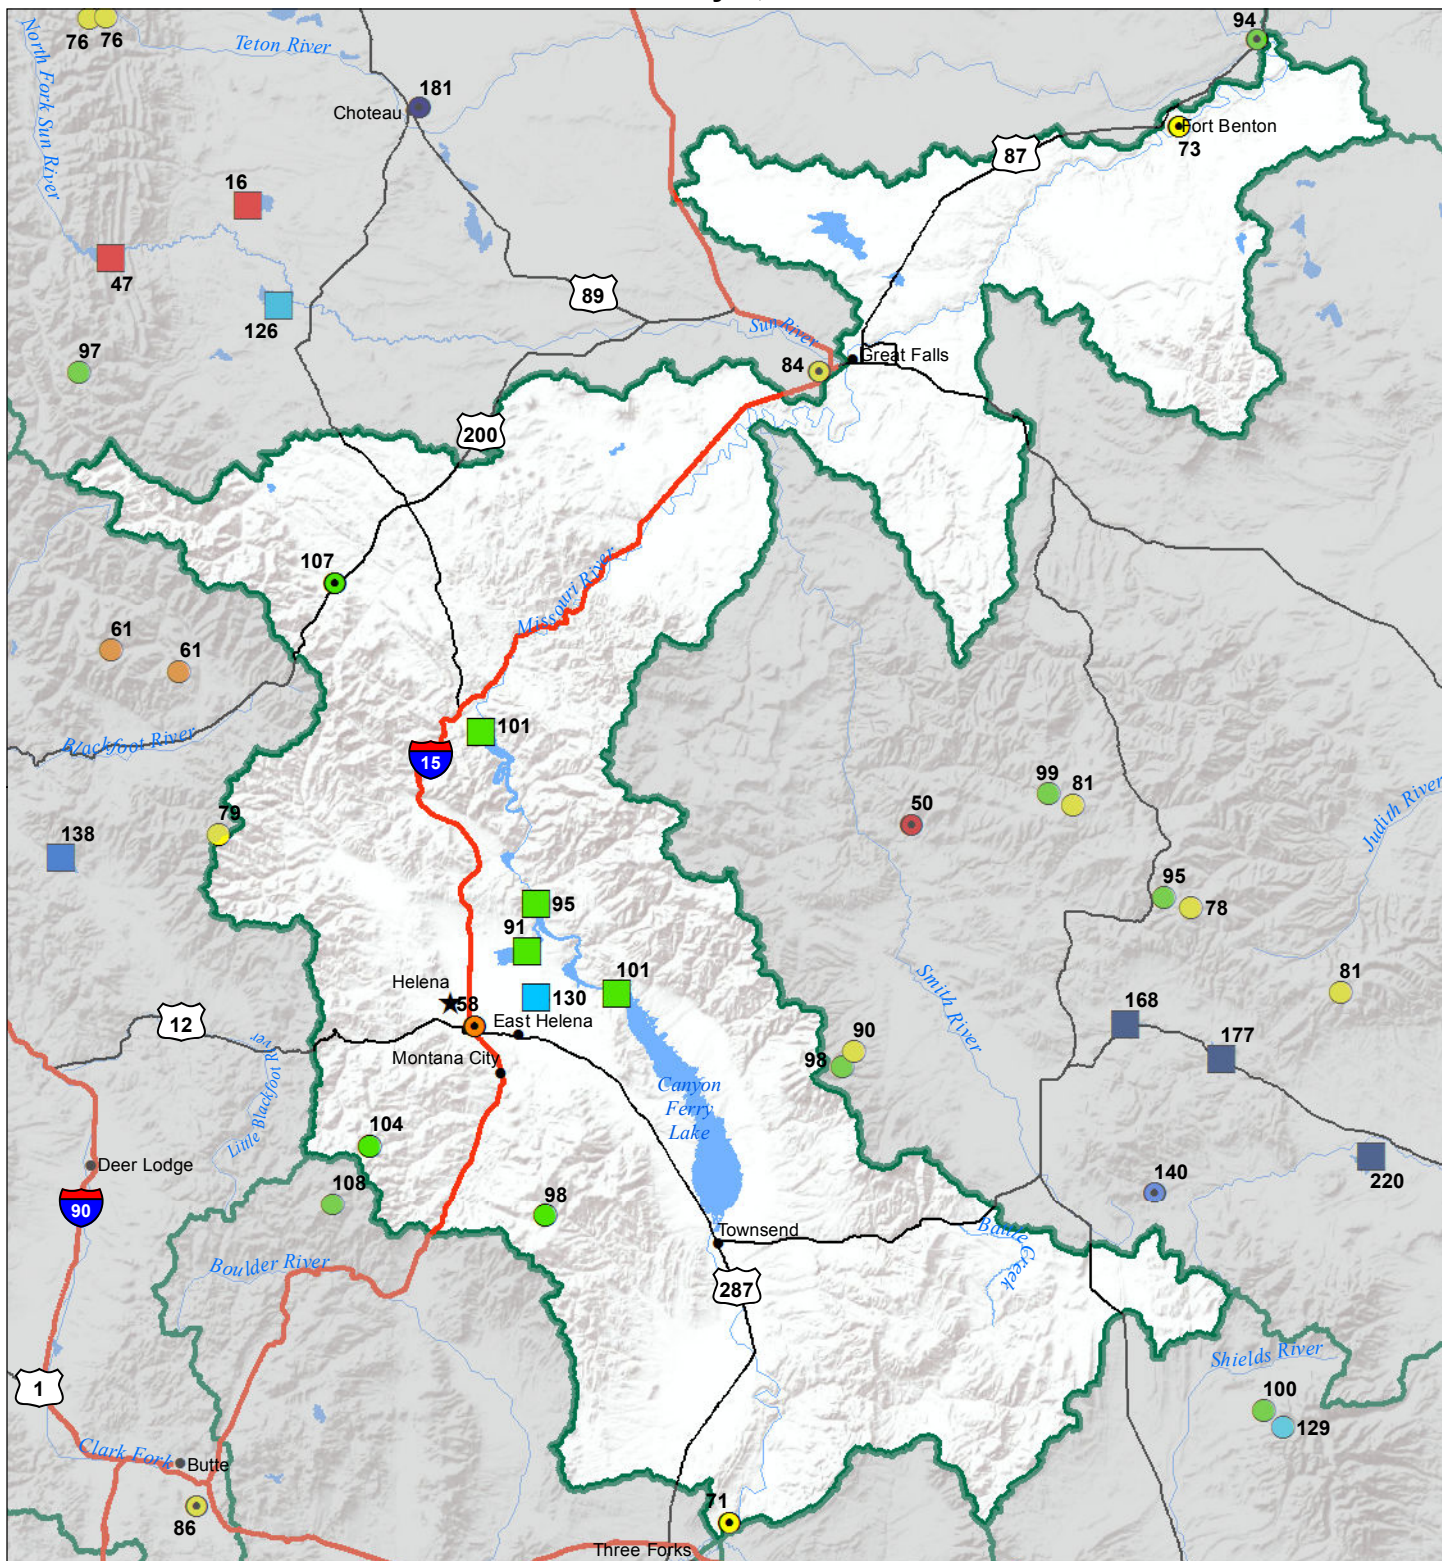 76
76
Teton River
North Fork Sun River
Choteau
181
94
Fort Benton
73
87
16
47
126
89
97
Sun River
84
Great Falls
200
107
Missouri River
61
61
Blackfoot River
101
15
79
138
99
81
50
Judith River
95
78
95
91
101
Helena
58
130
East Helena
Montana City
12
Little Blackfoot River
Smith River
81
168
177
90
98
Canyon
Ferry
Lake
104
Deer Lodge
90
108
98
140
220
Townsend
Battle Creek
Boulder River
287
Shields River
1
100
129
Clark Fork
Butte
86
71
Three Forks